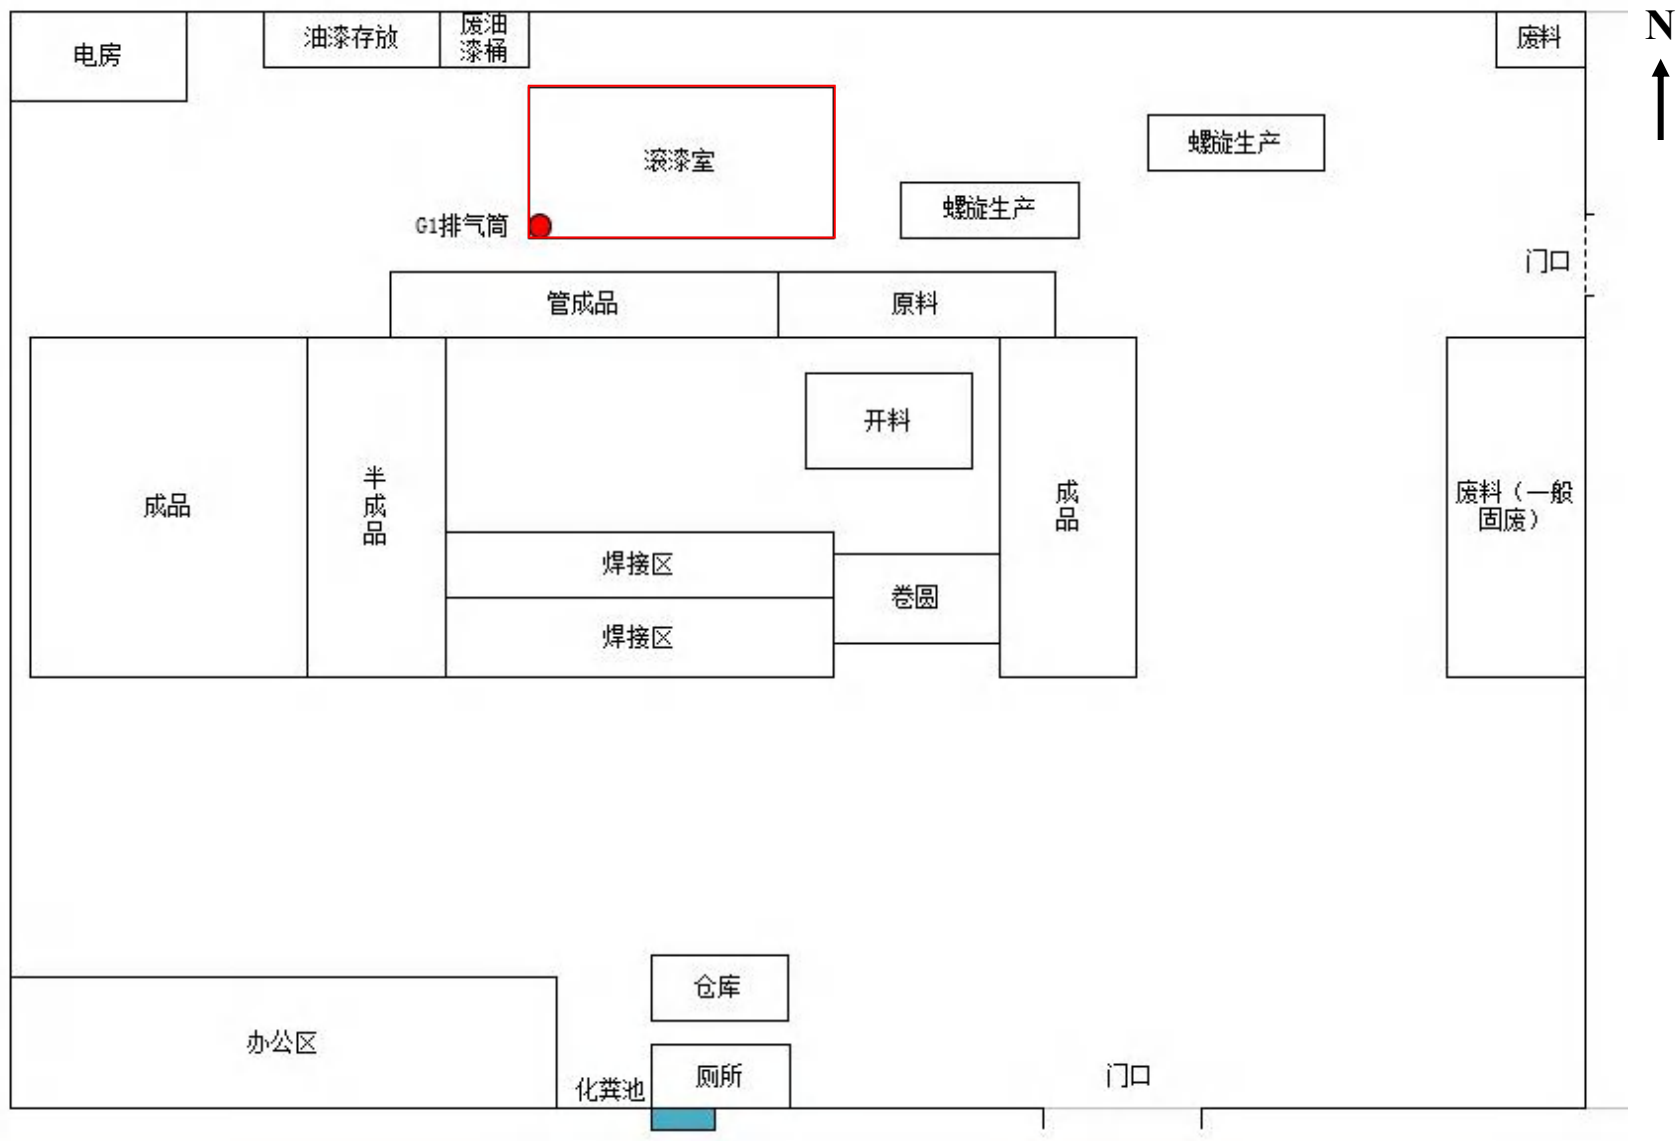 电房
油漆存放
废油
漆桶
废料
N
滚漆室
螺旋生产
螺旋生产
G1排气筒
门口
管成品
原料
开料
成品
半
成
品
成
品
废料（一般
固废）
焊接区
卷圆
焊接区
仓库
办公区
厕所
化粪池
门口